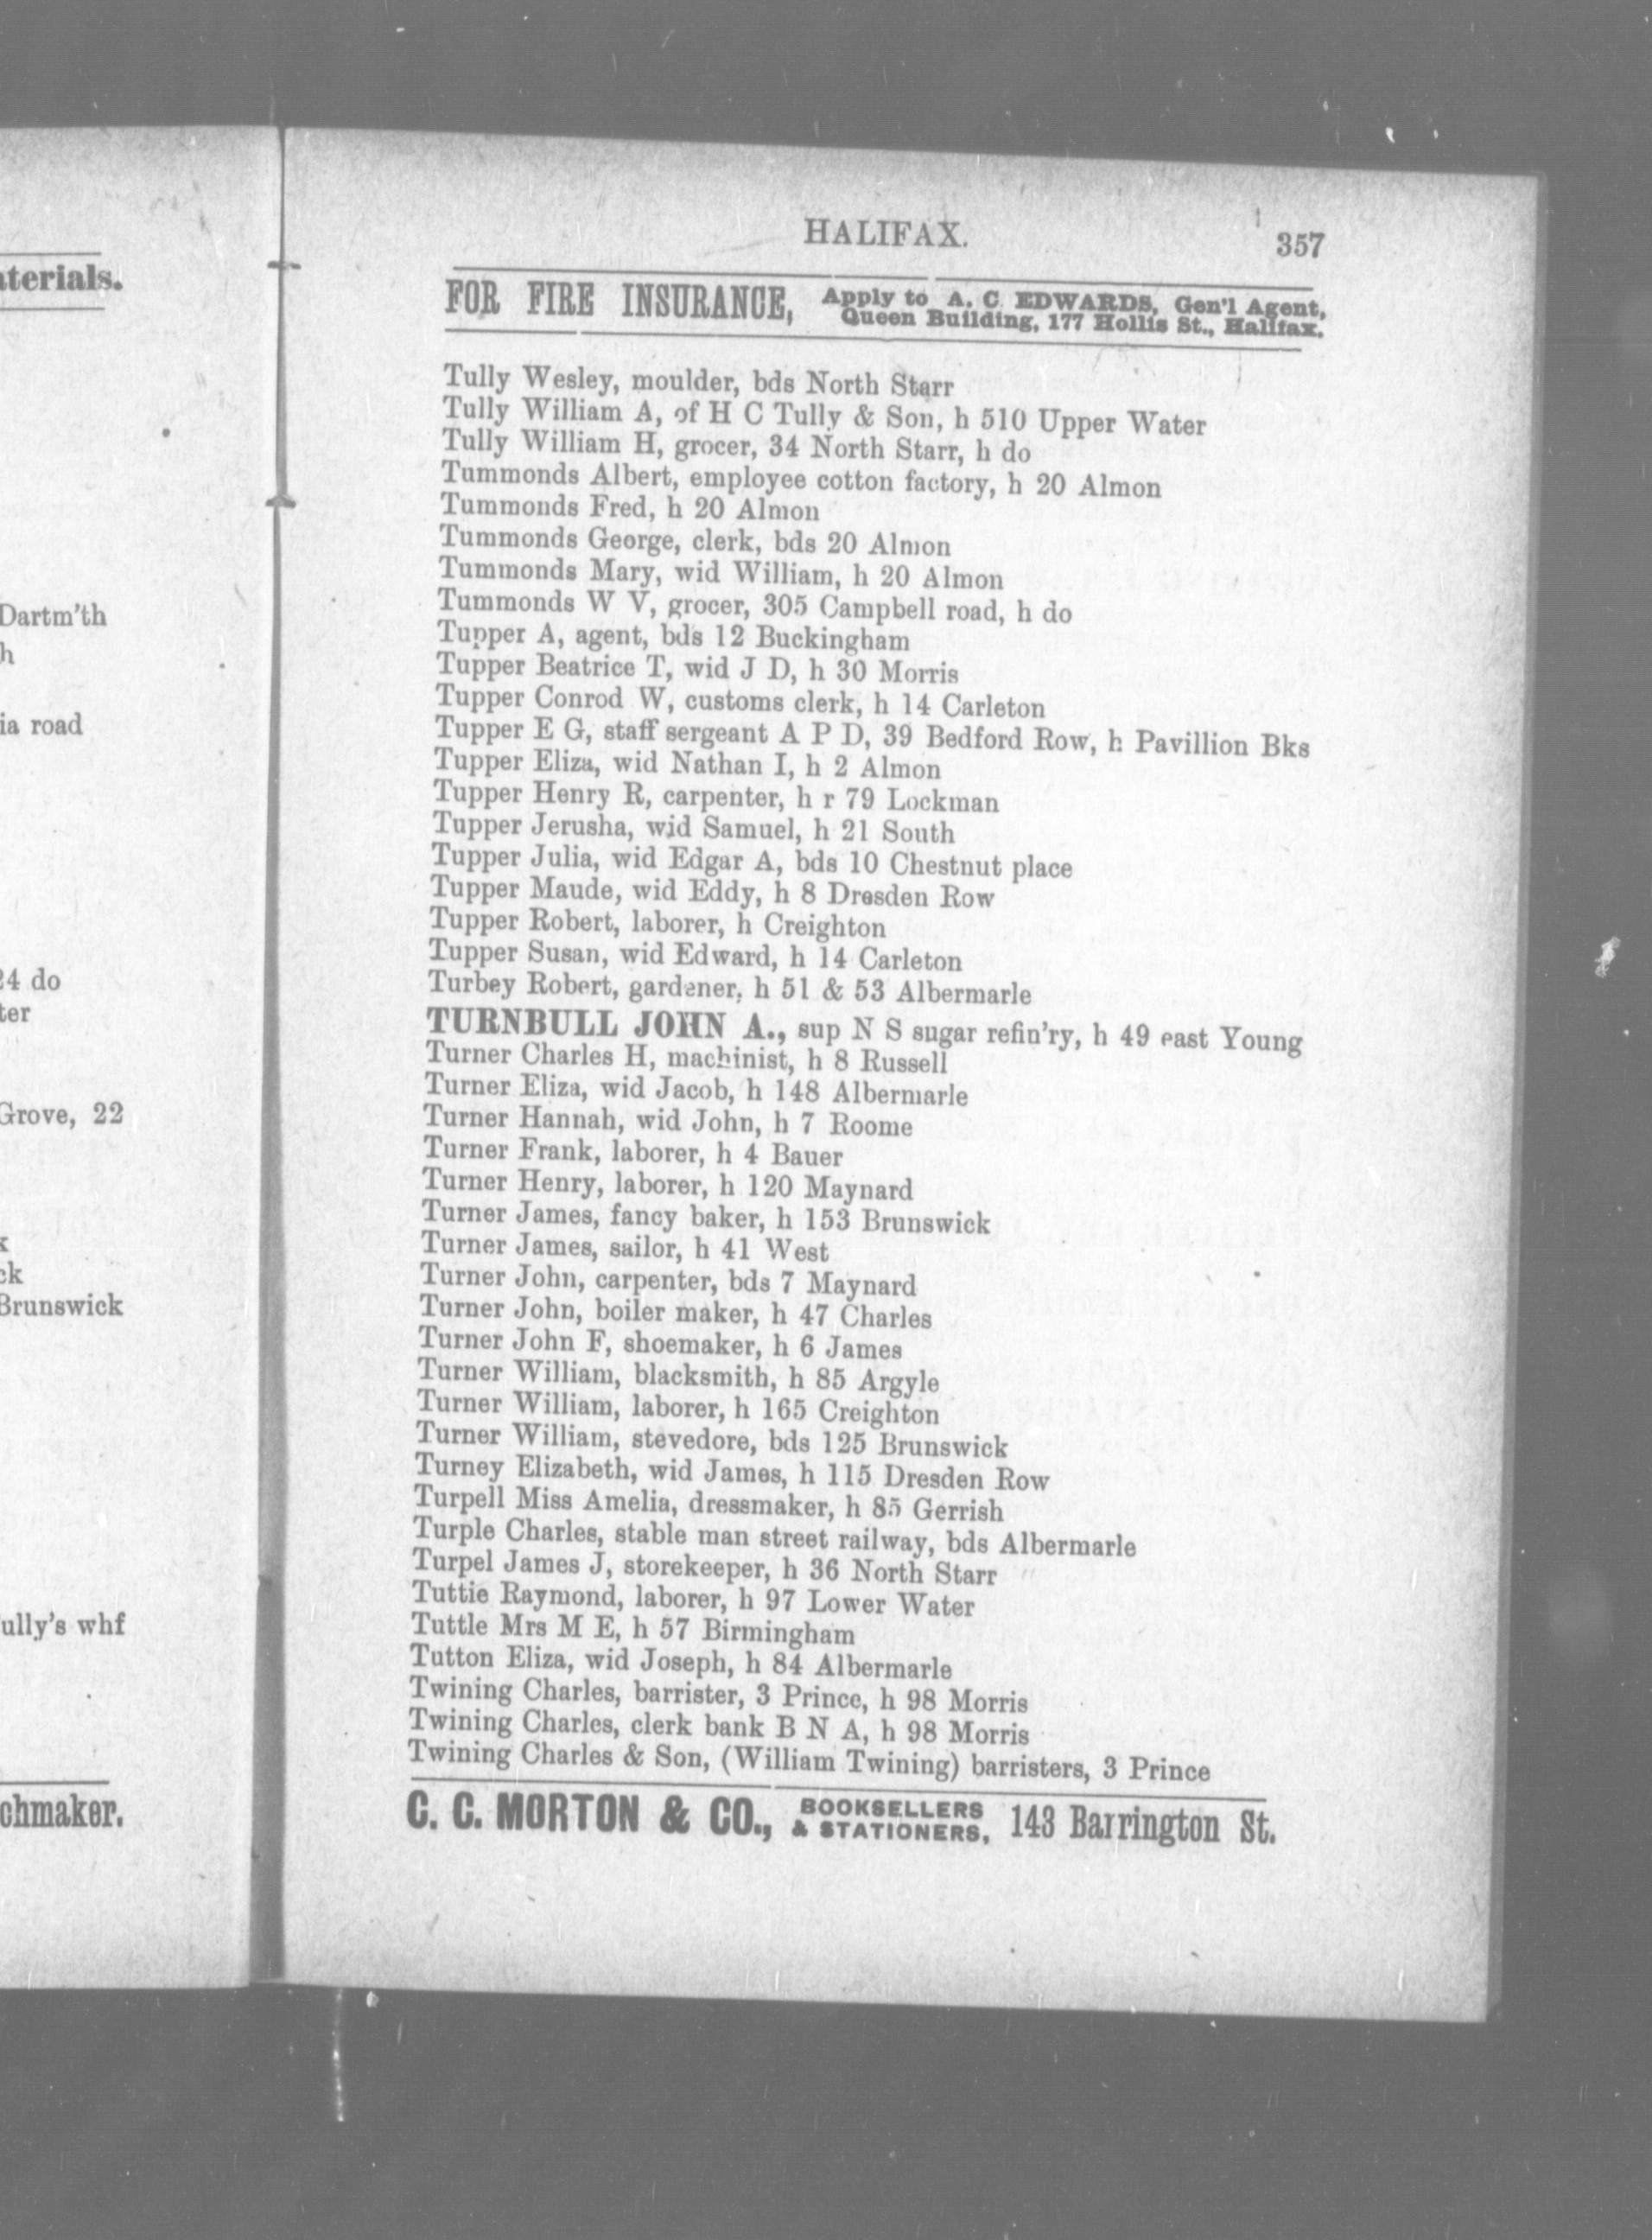 aterials.
Dartm'th
h
ia road
24 do
ter
Grove, 22
k
ck
Brunswick
ully's whf
chmaker.
HALIFAX.
357
FOR FIRE INSURANCE, Apply to A. C. EDWARDS, Gen'l Agent,
Queen Building, 177 Hollis St., Halifax.
Tully Wesley, moulder, bds North Starr
Tully William A, of H C Tully & Son, h 510 Upper Water
Tully William H, grocer, 34 North Starr, h do
Tummonds Albert, employee cotton factory, h 20 Almon
Tummonds Fred, h 20 Almon
Tummonds George, clerk, bds 20 Almon
Tummonds Mary, wid William, h 20 Almon
Tummonds W V, grocer, 305 Campbell road, h do
Tupper A, agent, bds 12 Buckingham
Tupper Beatrice T, wid J D, h 30 Morris
Tupper Conrod W, customs clerk, h 14 Carleton
Tupper E G, staff sergeant A P D, 39 Bedford Row, h Pavillion Bks
Tupper Eliza, wid Nathan I, h 2 Almon
Tupper Henry R, carpenter, h r 79 Lockman
Tupper Jerusha, wid Samuel, h 21 South
Tupper Julia, wid Edgar A, bds 10 Chestnut place
Tupper Maude, wid Eddy, h 8 Dresden Row
Tupper Robert, laborer, h Creighton
Tupper Susan, wid Edward, h 14 Carleton
Turbey Robert, gardener, h 51 & 53 Albermarle
TURNBULL JOHN A., sup N S sugar refin'ry, h 49 east Young
Turner Charles H, machinist, h 8 Russell
Turner Eliza, wid Jacob, h 148 Albermarle
Turner Hannah, wid John, h 7 Roome
Turner Frank, laborer, h 4 Bauer
Turner Henry, laborer, h 120 Maynard
Turner James, fancy baker, h 153 Brunswick
Turner James, sailor, h 41 West
Turner John, carpenter, bds 7 Maynard
Turner John, boiler maker, h 47 Charles
Turner John F, shoemaker, h 6 James
Turner William, blacksmith, h 85 Argyle
Turner William, laborer, h 165 Creighton
Turner William, stevedore, bds 125 Brunswick
Turney Elizabeth, wid James, h 115 Dresden Row
Turpell Miss Amelia, dressmaker, h 85 Gerrish
Turple Charles, stable man street railway, bds Albermarle
Turpel James J, storekeeper, h 36 North Starr
Tuttie Raymond, laborer, h 97 Lower Water
Tuttle Mrs M E, h 57 Birmingham
Tutton Eliza, wid Joseph, h 84 Albermarle
Twining Charles, barrister, 3 Prince, h 98 Morris
Twining Charles, clerk bank B N A, h 98 Morris
Twining Charles & Son, (William Twining) barristers, 3 Prince
C. C. MORTON & CO., BOOKSELLERS & STATIONERS, 143 Barrington St.